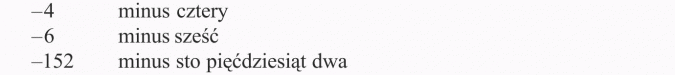 –4 minus cztery
–6 minus sześć
–152 minus sto pięćdziesiąt dwa